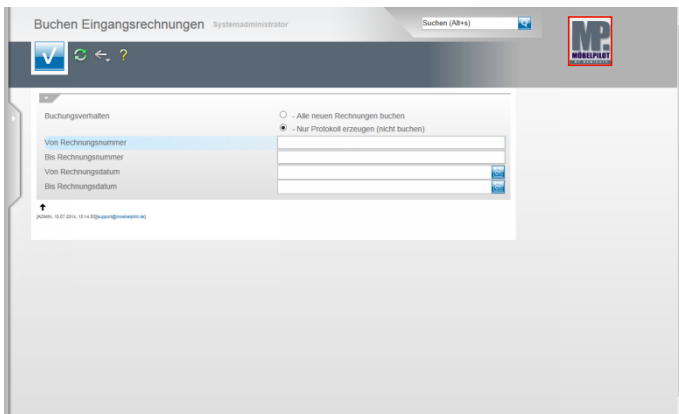 Buchen Eingangsrechnungen Systemadministrator
Suchen (Alt+s)
MP
MÖBELPILOT
?
Buchungsverhalten
- Alle neuen Rechnungen buchen
- Nur Protokoll erzeugen (nicht buchen)
Von Rechnungsnummer
Bis Rechnungsnummer
Von Rechnungsdatum
Bis Rechnungsdatum